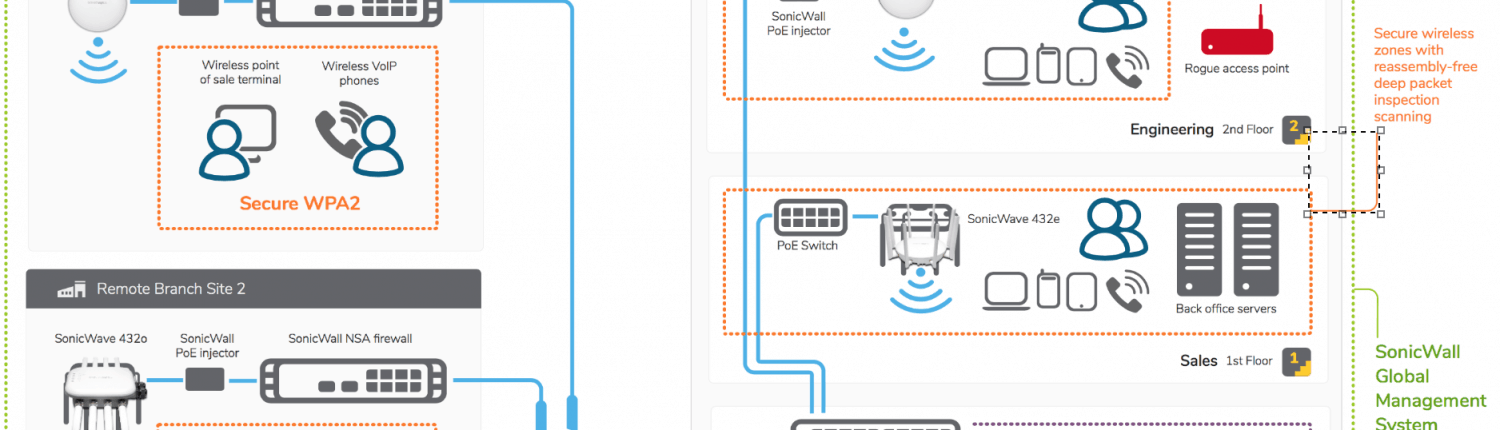 Wireless point
of sale terminal
Wireless VoIP
phones
Secure WPA2
Remote Branch Site 2
SonicWave 432o
SonicWall
PoE injector
SonicWall NSA firewall
SonicWall
PoE injector
Rogue access point
Engineering 2nd Floor 2
PoE Switch
SonicWave 432e
Back office servers
Sales 1st Floor 1
Secure wireless
zones with
reassembly-free
deep packet
inspection
scanning
SonicWall
Global
Management
System